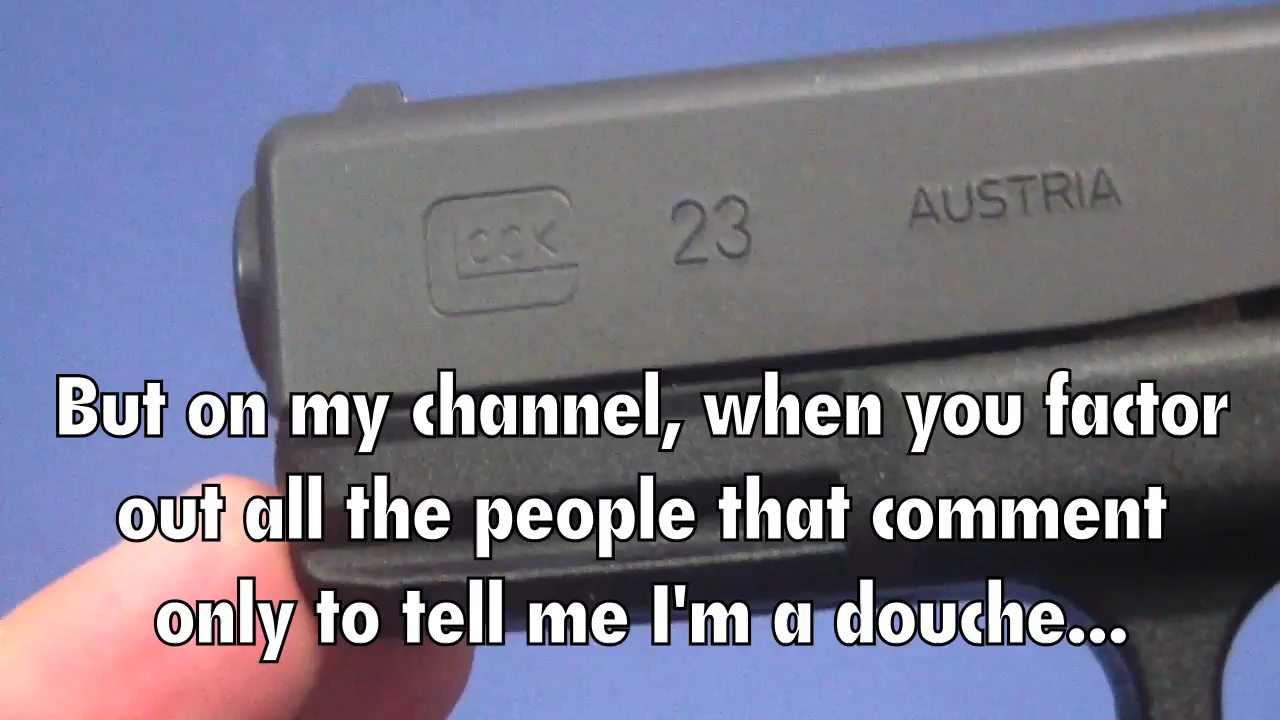 GLOCK 23 AUSTRIA
But on my channel, when you factor
out all the people that comment
only to tell me I'm a douche...